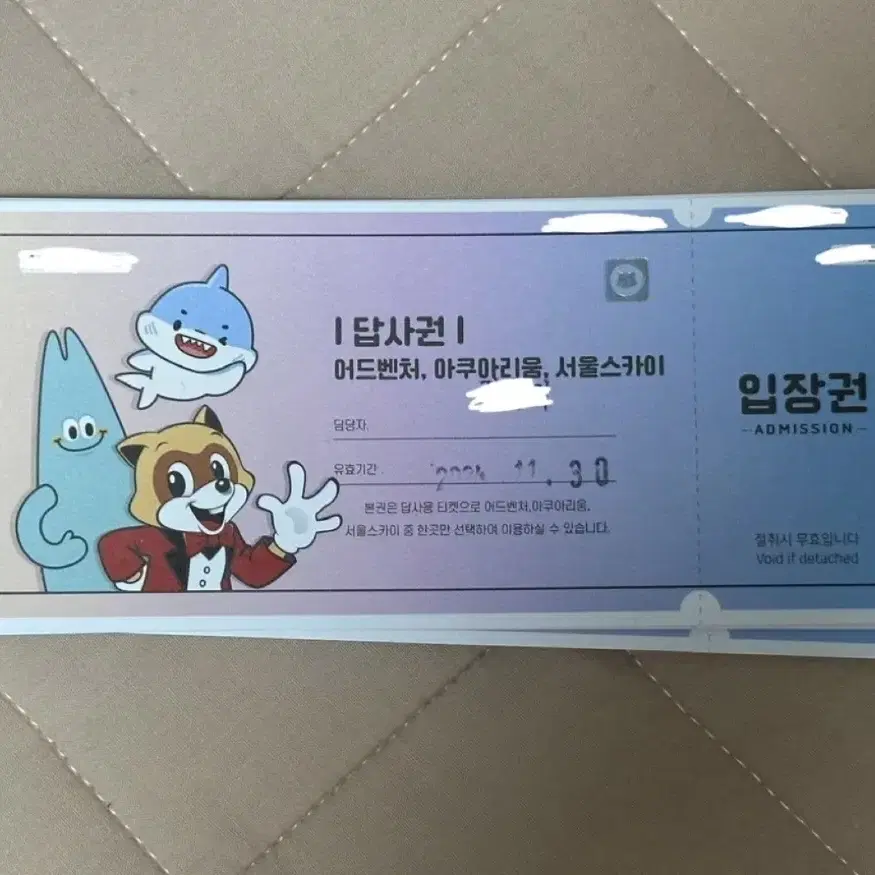 | 답사권 |
어드벤처, 아쿠아리움, 서울스카이
담당자
유효기간 11.30
본권은 답사용 티켓으로 어드벤처,아쿠아리움,
서울스카이 중 한곳만 선택하여 이용하실 수 있습니다.
입장권
-ADMISSION-
절취시 무효입니다
Void if detached